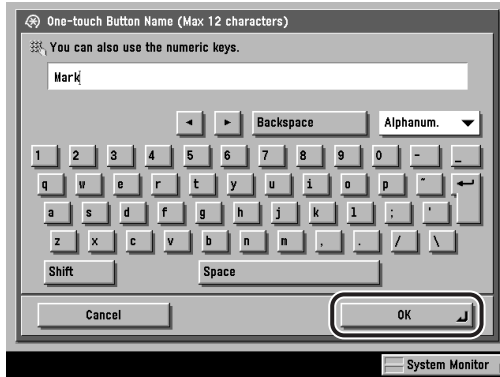 One-touch Button Name (Max 12 characters)
You can also use the numeric keys.
Mark
◄ ► Backspace Alphanum. ▼
1 2 3 4 5 6 7 8 9 0 - _
q w e r t y u i o p ~
a s d f g h j k l ; '
z x c v b n m , . / \
Shift Space
Cancel OK
System Monitor